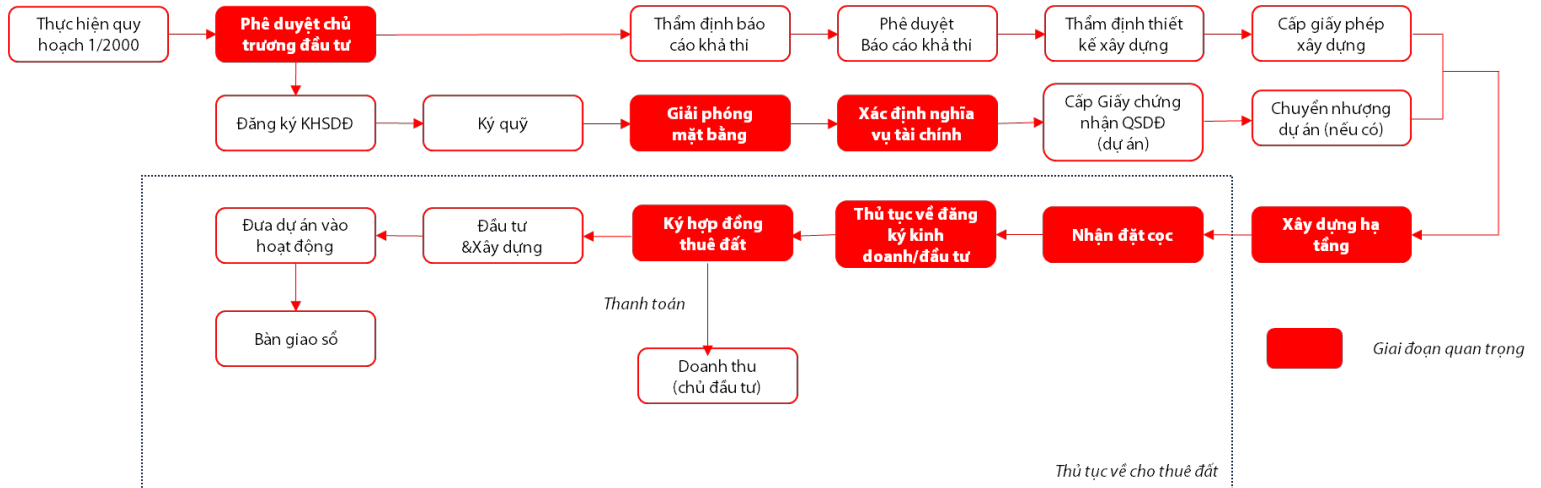 Thực hiện quy
hoạch 1/2000
Phê duyệt chủ
trương đầu tư
Thẩm định báo
cáo khả thi
Phê duyệt
Báo cáo khả thi
Thẩm định thiết
kế xây dựng
Cấp giấy phép
xây dựng
Đăng ký KHSDĐ
Ký quỹ
Giải phóng
mặt bằng
Xác định nghĩa
vụ tài chính
Cấp Giấy chứng
nhận QSDĐ
(dự án)
Chuyển nhượng
dự án (nếu có)
Đưa dự án vào
hoạt động
Đầu tư
&Xây dựng
Ký hợp đồng
thuê đất
Thủ tục về đăng
ký kinh
doanh/đầu tư
Nhận đặt cọc
Xây dựng hạ
tầng
Thanh toán
Bàn giao sổ
Doanh thu
(chủ đầu tư)
Giai đoạn quan trọng
Thủ tục về cho thuê đất